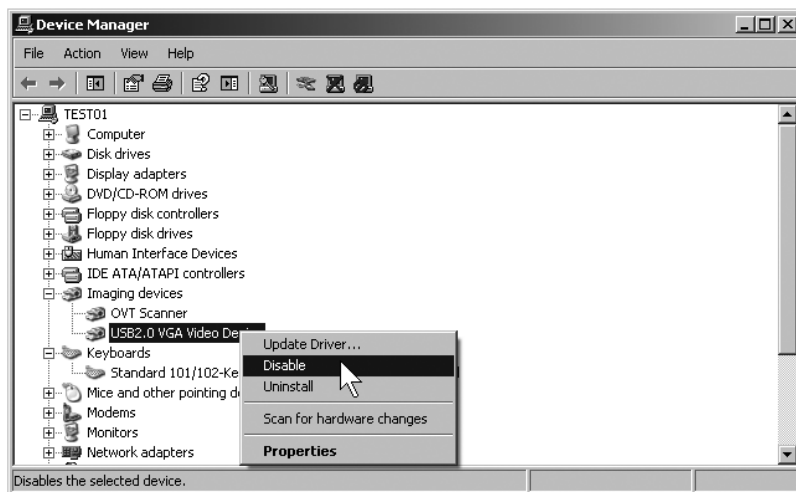 Device Manager
File Action View Help
TEST01
Computer
Disk drives
Display adapters
DVD/CD-ROM drives
Floppy disk controllers
Floppy disk drives
Human Interface Devices
IDE ATA/ATAPI controllers
Imaging devices
OVT Scanner
USB2.0 VGA Video
Update Driver...
Keyboards
Disable
Standard 101/102-Ke
Uninstall
Mice and other pointing
Modems
Scan for hardware changes
Monitors
Network adapters
Properties
Disables the selected device.